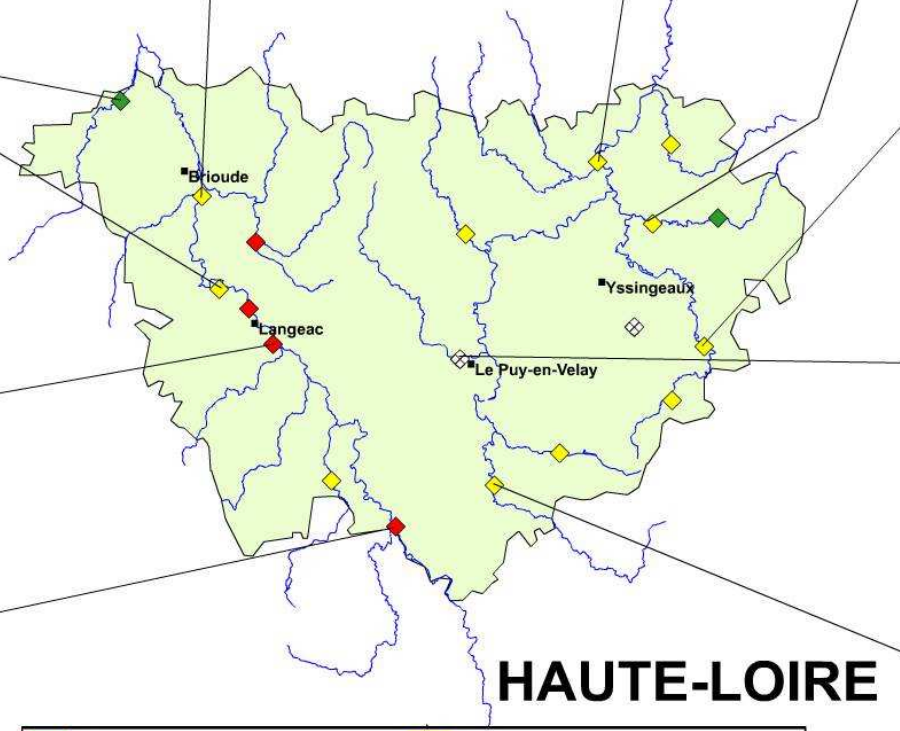 Brioude
Yssingeaux
Langeac
Le Puy-en-Velay
HAUTE-LOIRE